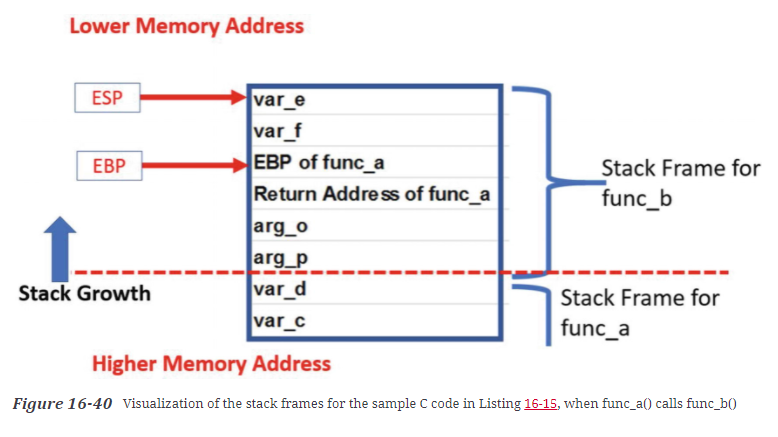 Lower Memory Address
ESP
var_e
var_f
EBP
EBP of func_a
Return Address of func_a
arg_o
arg_p
Stack Frame for
func_b
Stack Growth
var_d
var_c
Stack Frame for
func_a
Higher Memory Address
Figure 16-40 Visualization of the stack frames for the sample C code in Listing 16-15, when func_a() calls func_b()